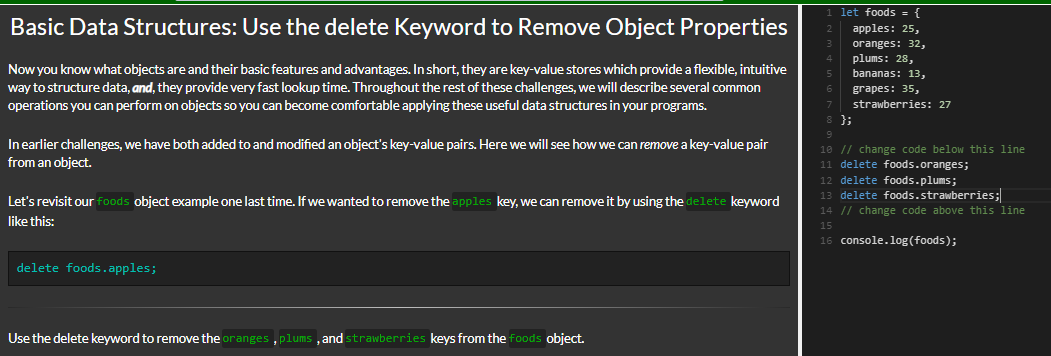 Basic Data Structures: Use the delete Keyword to Remove Object Properties
Now you know what objects are and their basic features and advantages. In short, they are key-value stores which provide a flexible, intuitive
way to structure data, and, they provide very fast lookup time. Throughout the rest of these challenges, we will describe several common
operations you can perform on objects so you can become comfortable applying these useful data structures in your programs.
In earlier challenges, we have both added to and modified an object's key-value pairs. Here we will see how we can remove a key-value pair
from an object.
Let's revisit our foods object example one last time. If we wanted to remove the apples key, we can remove it by using the delete keyword
like this:
delete foods.apples;
Use the delete keyword to remove the oranges , plums , and strawberries keys from the foods object.
1 let foods = {
2   apples: 25,
3   oranges: 32,
4   plums: 28,
5   bananas: 13,
6   grapes: 35,
7   strawberries: 27
8 };
9
10 // change code below this line
11 delete foods.oranges;
12 delete foods.plums;
13 delete foods.strawberries;
14 // change code above this line
15
16 console.log(foods);